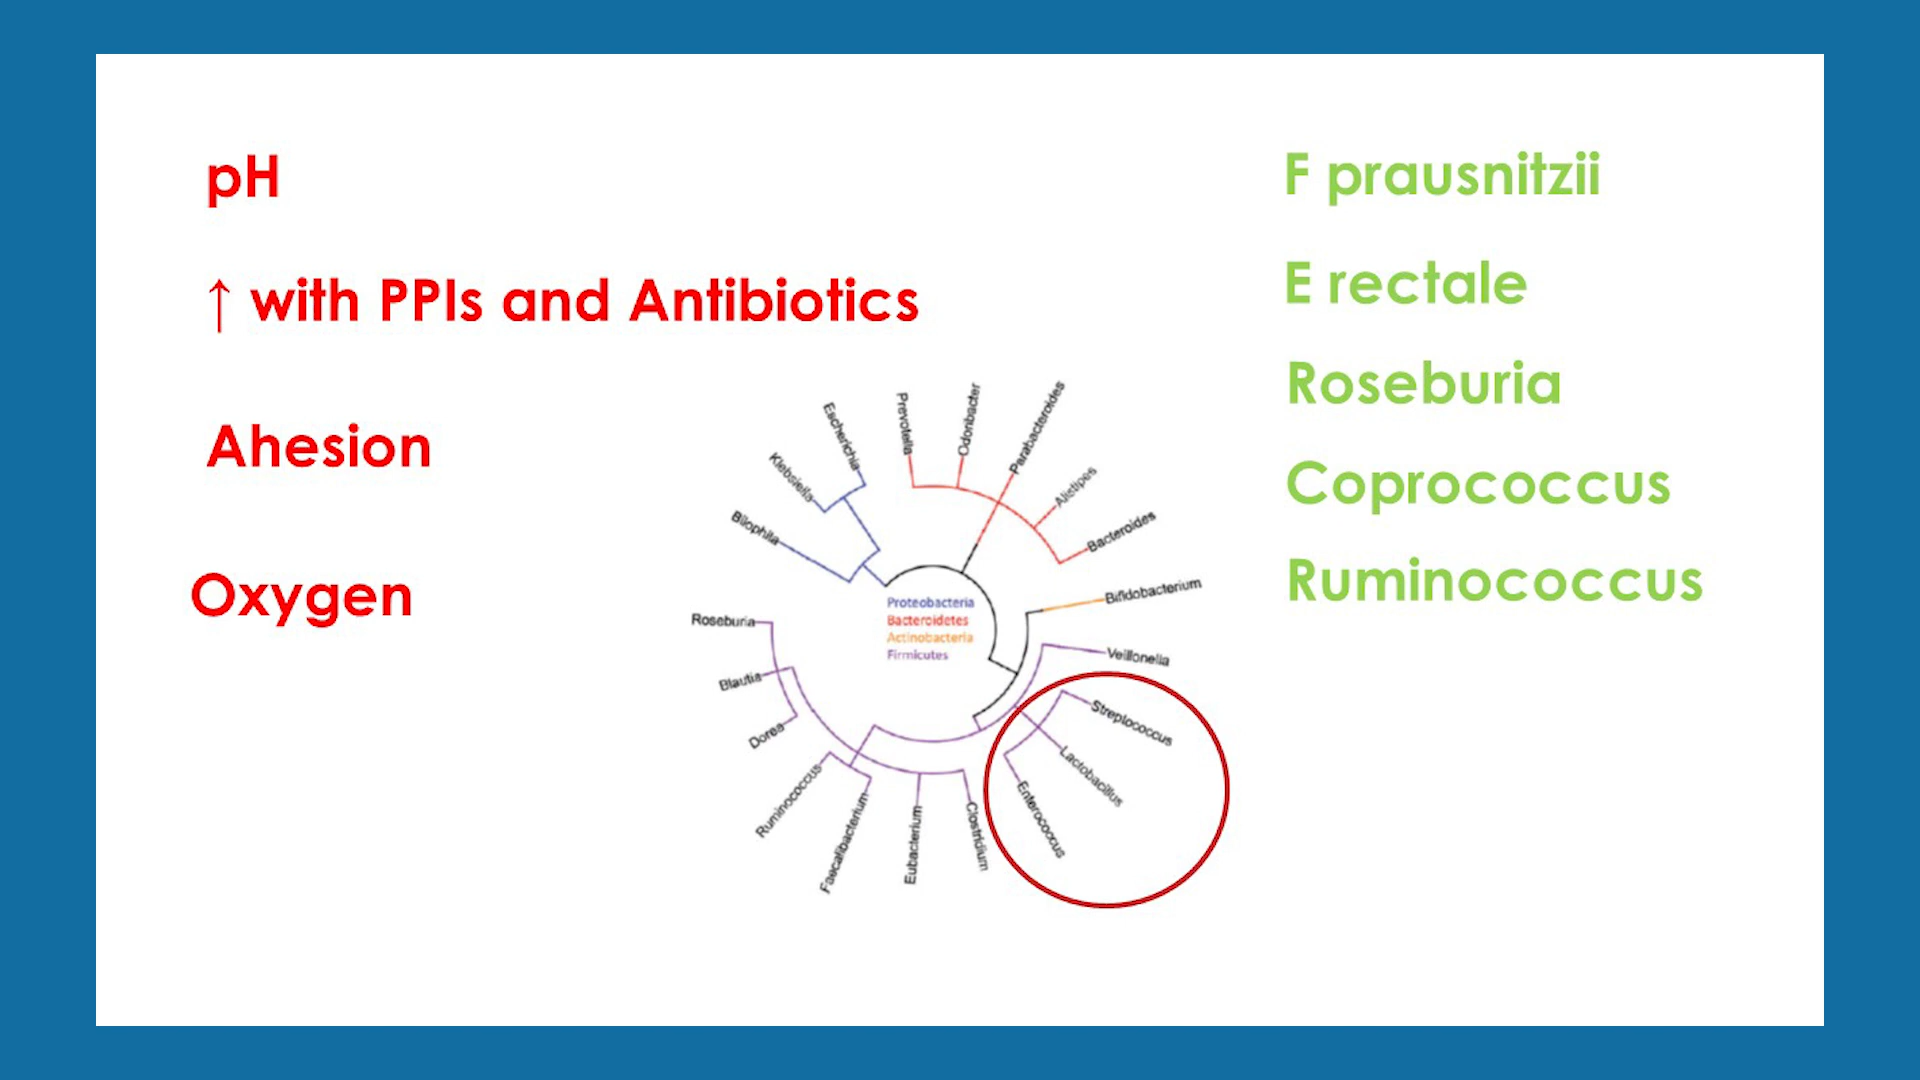 pH
↑ with PPIs and Antibiotics
Ahesion
Oxygen
F prausnitzii
E rectale
Roseburia
Coprococcus
Ruminococcus
Prevotella
Odoribacter
Parabacteroides
Alistipes
Bacteroides
Bifidobacterium
Veillonella
Streptococcus
Lactobacillus
Enterococcus
Clostridium
Eubacterium
Faecalibacterium
Ruminococcus
Dorea
Blautia
Roseburia
Bilophila
Klebsiella
Escherichia
Proteobacteria
Bacteroidetes
Actinobacteria
Firmicutes